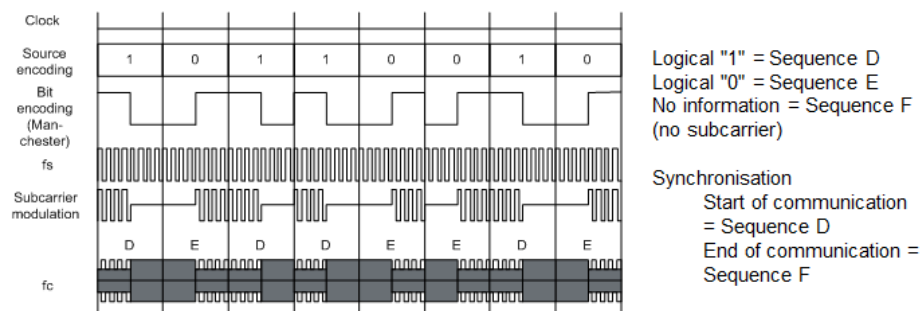 Clock
Source
encoding
1 0 1 1 0 0 1 0
Bit
encoding
(Man-
chester)
fs
Subcarrier
modulation
D E D D E E D E
fc
Logical "1" = Sequence D
Logical "0" = Sequence E
No information = Sequence F
(no subcarrier)
Synchronisation
Start of communication
= Sequence D
End of communication =
Sequence F